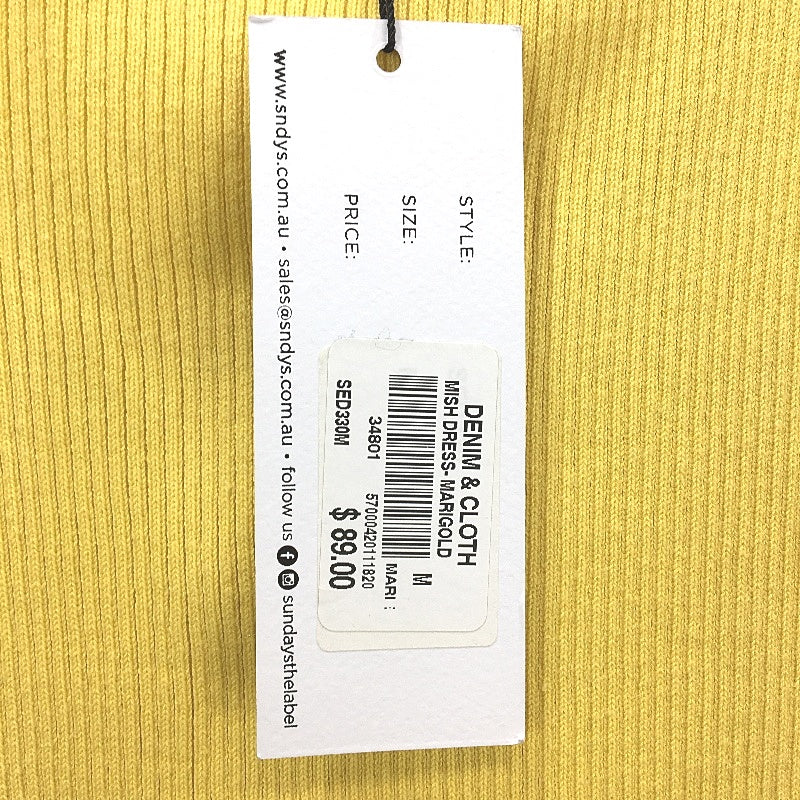 STYLE:
SIZE:
PRICE:
DENIM & CLOTH
MISH DRESS- MARIGOLD
M
MARI :
57000420111820
34801
SED330M
$ 89.00
www.sndys.com.au • sales@sndys.com.au • follow us f sundaysthelabel